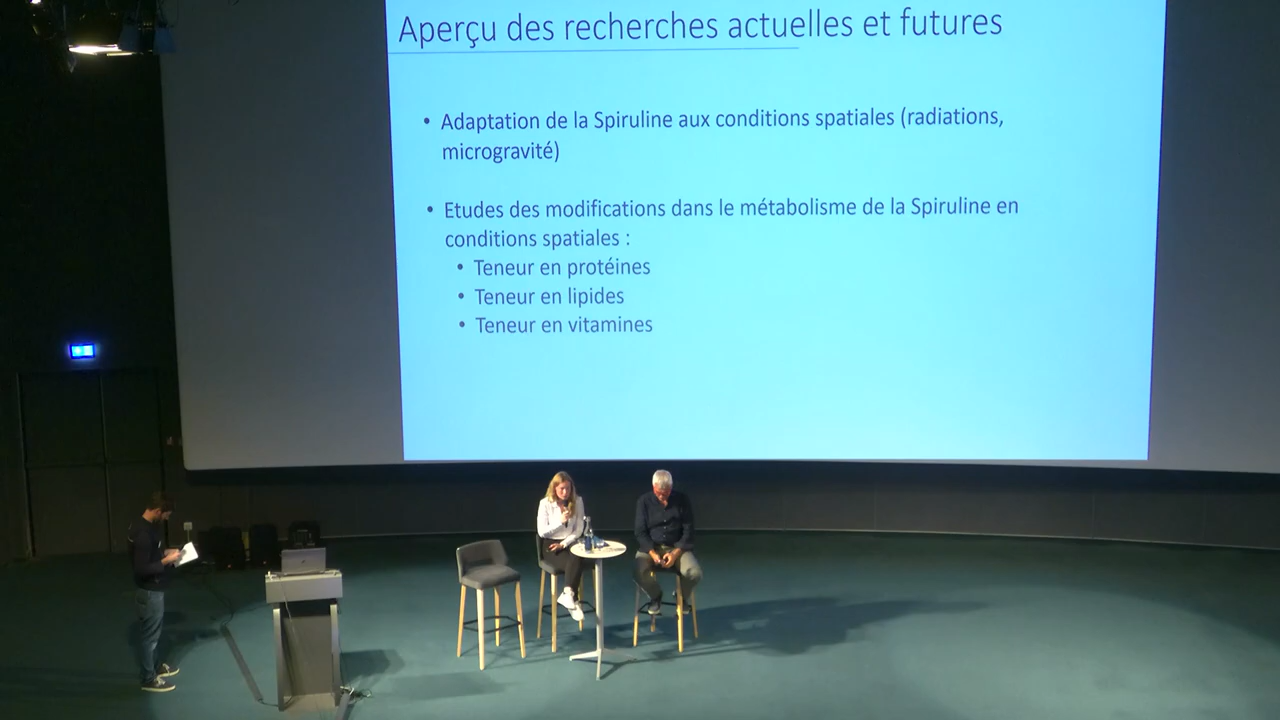 Aperçu des recherches actuelles et futures
• Adaptation de la Spiruline aux conditions spatiales (radiations,
microgravité)
• Etudes des modifications dans le métabolisme de la Spiruline en
conditions spatiales :
• Teneur en protéines
• Teneur en lipides
• Teneur en vitamines